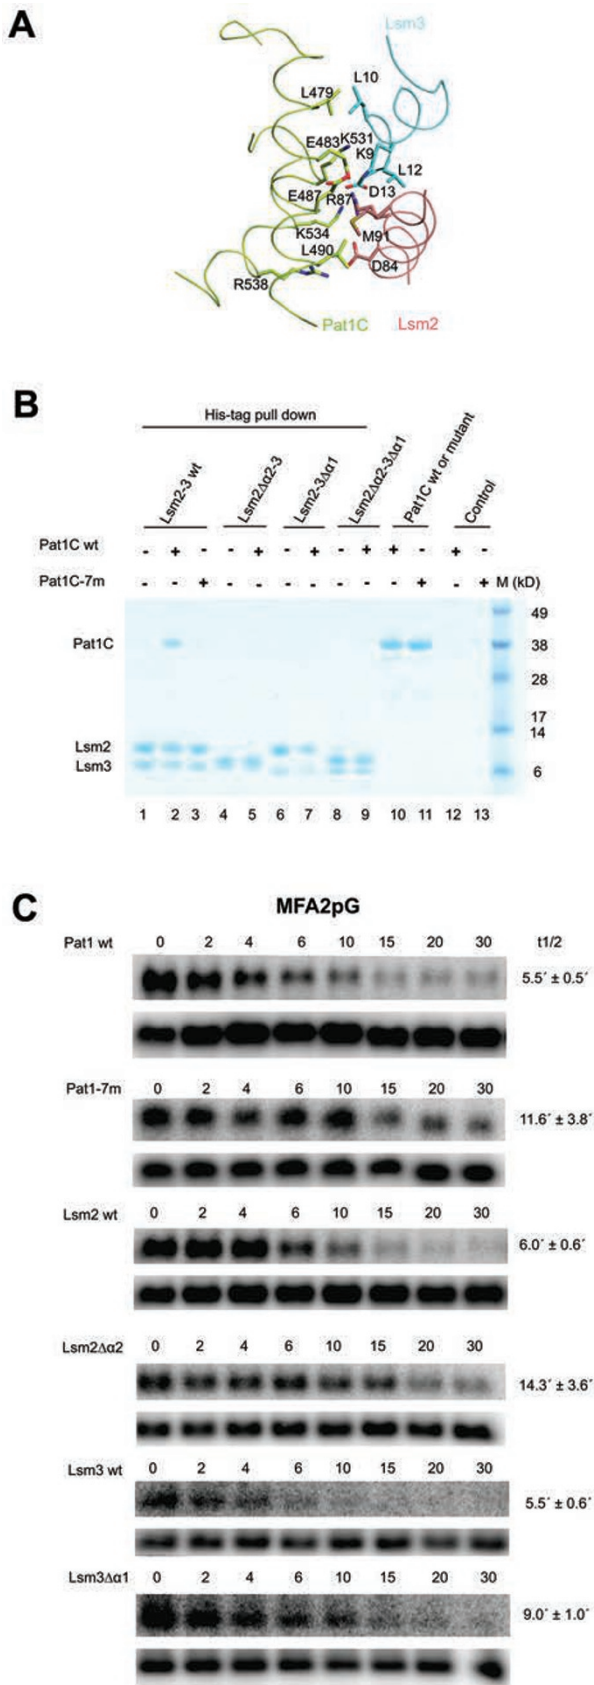 A
Lsm3
L10
L479
E483 K531
K9
L12
E487
R87
D13
K534
M91
L490
D84
R538
Pat1C
Lsm2
B
His-tag pull down
Lsm2-3 wt
Lsm2Δα2-3
Lsm2-3Δα1
Lsm2Δα2-3Δα1
Pat1C wt or mutant
Control
Pat1C wt - + - - + - + - + + - + -
Pat1C-7m - - + - - - - - - - + - + M (kD)
49
Pat1C 38
28
17
14
Lsm2
Lsm3 6
1 2 3 4 5 6 7 8 9 10 11 12 13
C
MFA2pG
Pat1 wt 0 2 4 6 10 15 20 30 t1/2
5.5´ ± 0.5´
Pat1-7m 0 2 4 6 10 15 20 30
11.6´ ± 3.8´
Lsm2 wt 0 2 4 6 10 15 20 30
6.0´ ± 0.6´
Lsm2Δα2 0 2 4 6 10 15 20 30
14.3´ ± 3.6´
Lsm3 wt 0 2 4 6 10 15 20 30
5.5´ ± 0.6´
Lsm3Δα1 0 2 4 6 10 15 20 30
9.0´ ± 1.0´